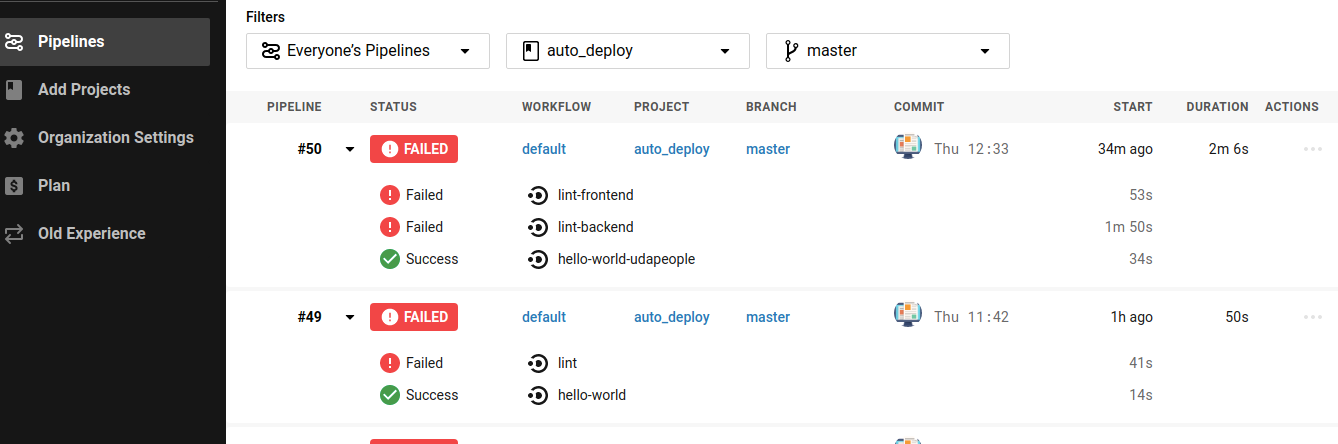 Filters
Pipelines
Everyone's Pipelines auto_deploy master
Add Projects
PIPELINE STATUS WORKFLOW PROJECT BRANCH COMMIT START DURATION ACTIONS
Organization Settings
#50 FAILED default auto_deploy master Thu 12:33 34m ago 2m 6s
Plan
Failed lint-frontend 53s
Failed lint-backend 1m 50s
Old Experience
Success hello-world-udapeople 34s
#49 FAILED default auto_deploy master Thu 11:42 1h ago 50s
Failed lint 41s
Success hello-world 14s